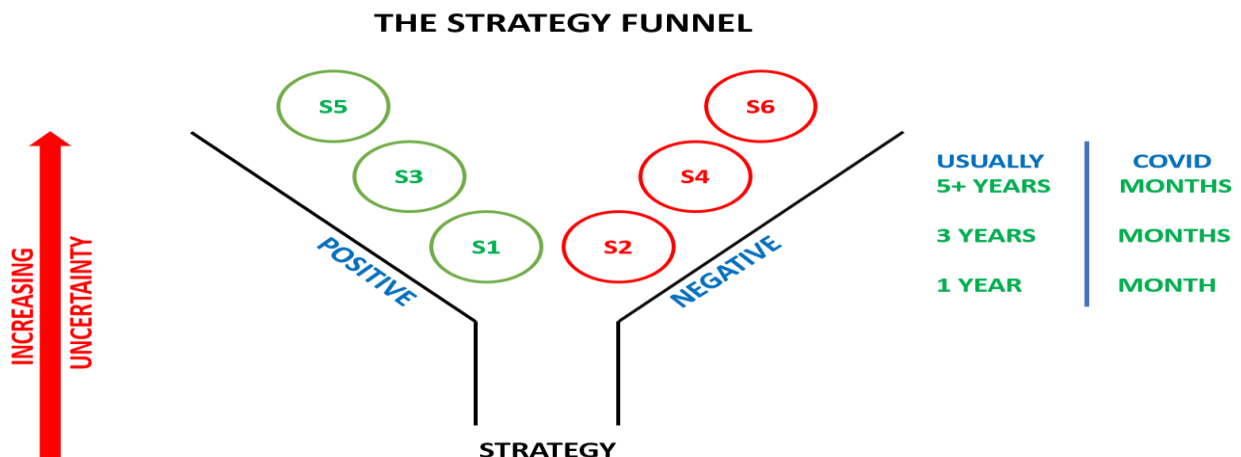 THE STRATEGY FUNNEL
S5
S6
S3
S4
S1
S2
POSITIVE
NEGATIVE
INCREASING
UNCERTAINTY
STRATEGY
USUALLY
COVID
5+ YEARS
MONTHS
3 YEARS
MONTHS
1 YEAR
MONTH